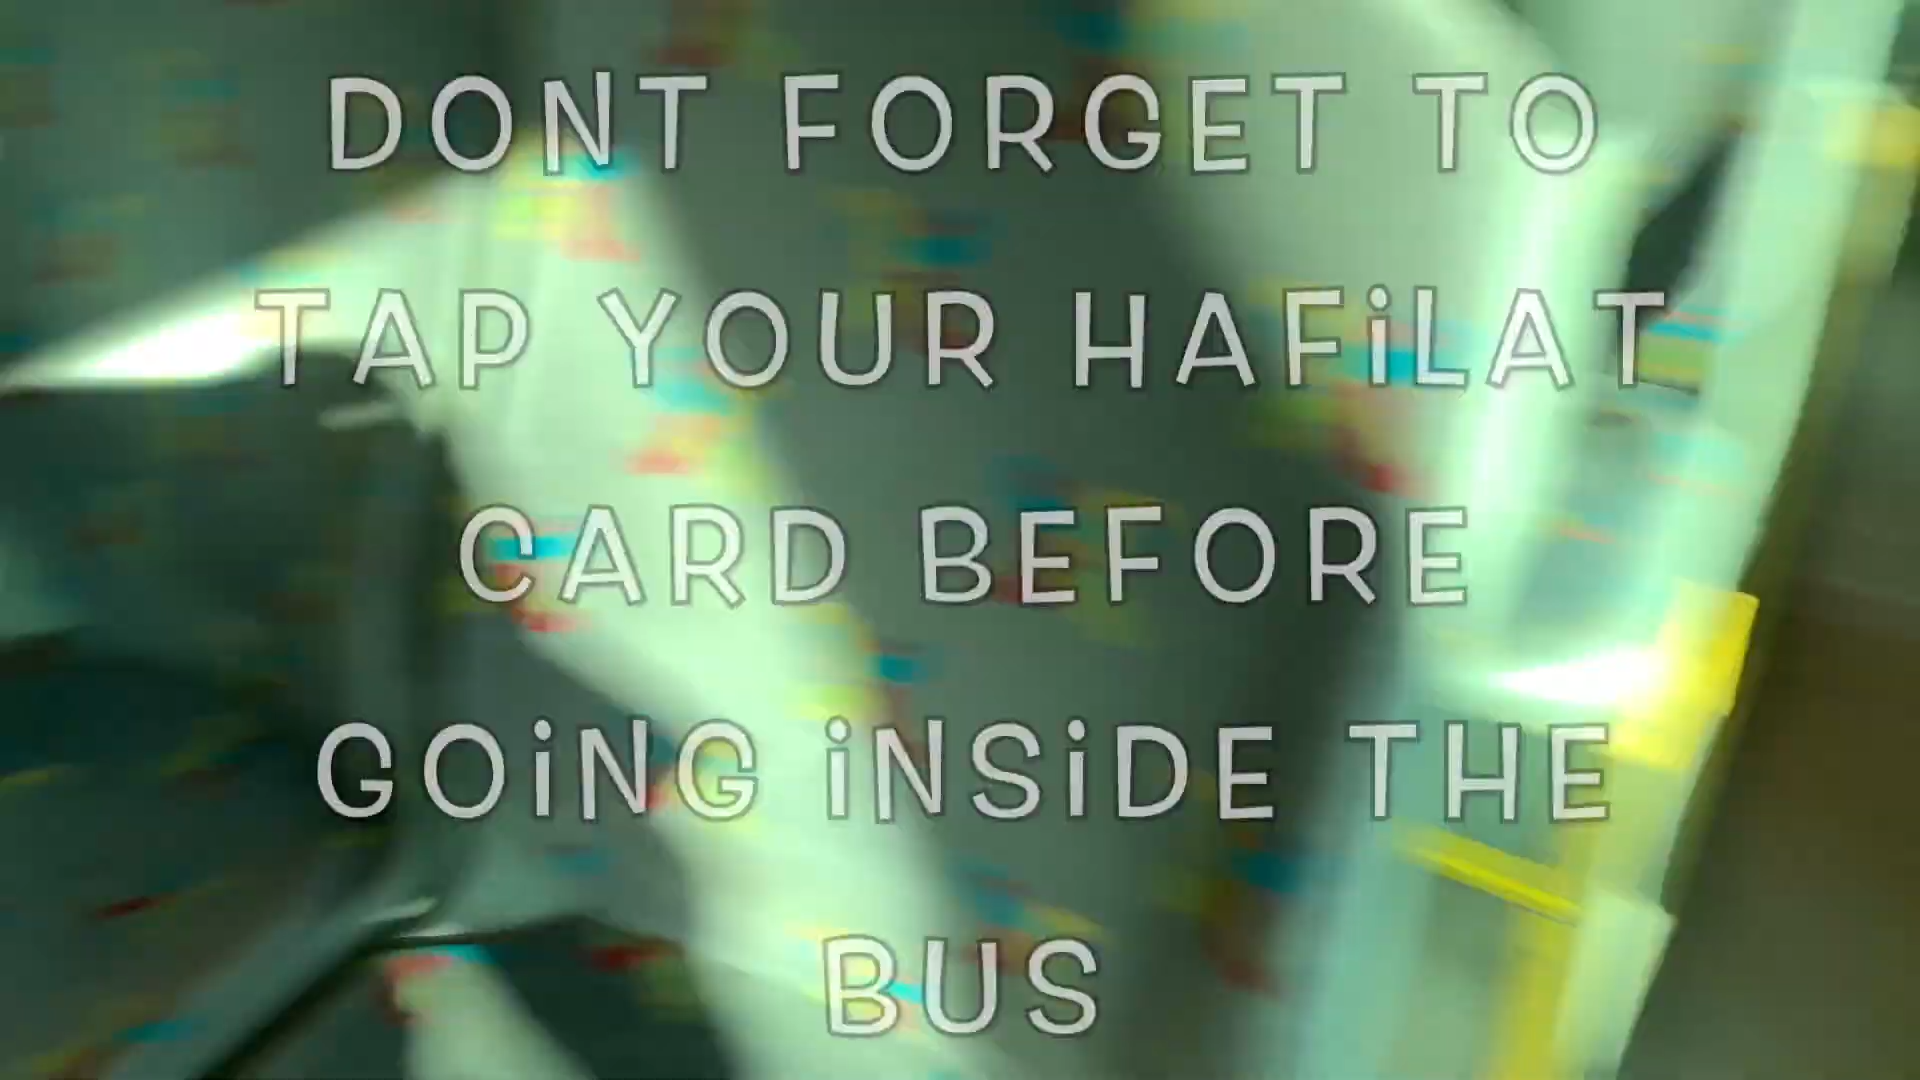 DONT FORGET TO
TAP YOUR HAFiLAT
CARD BEFORE
GOiNG iNSiDE THE
BUS